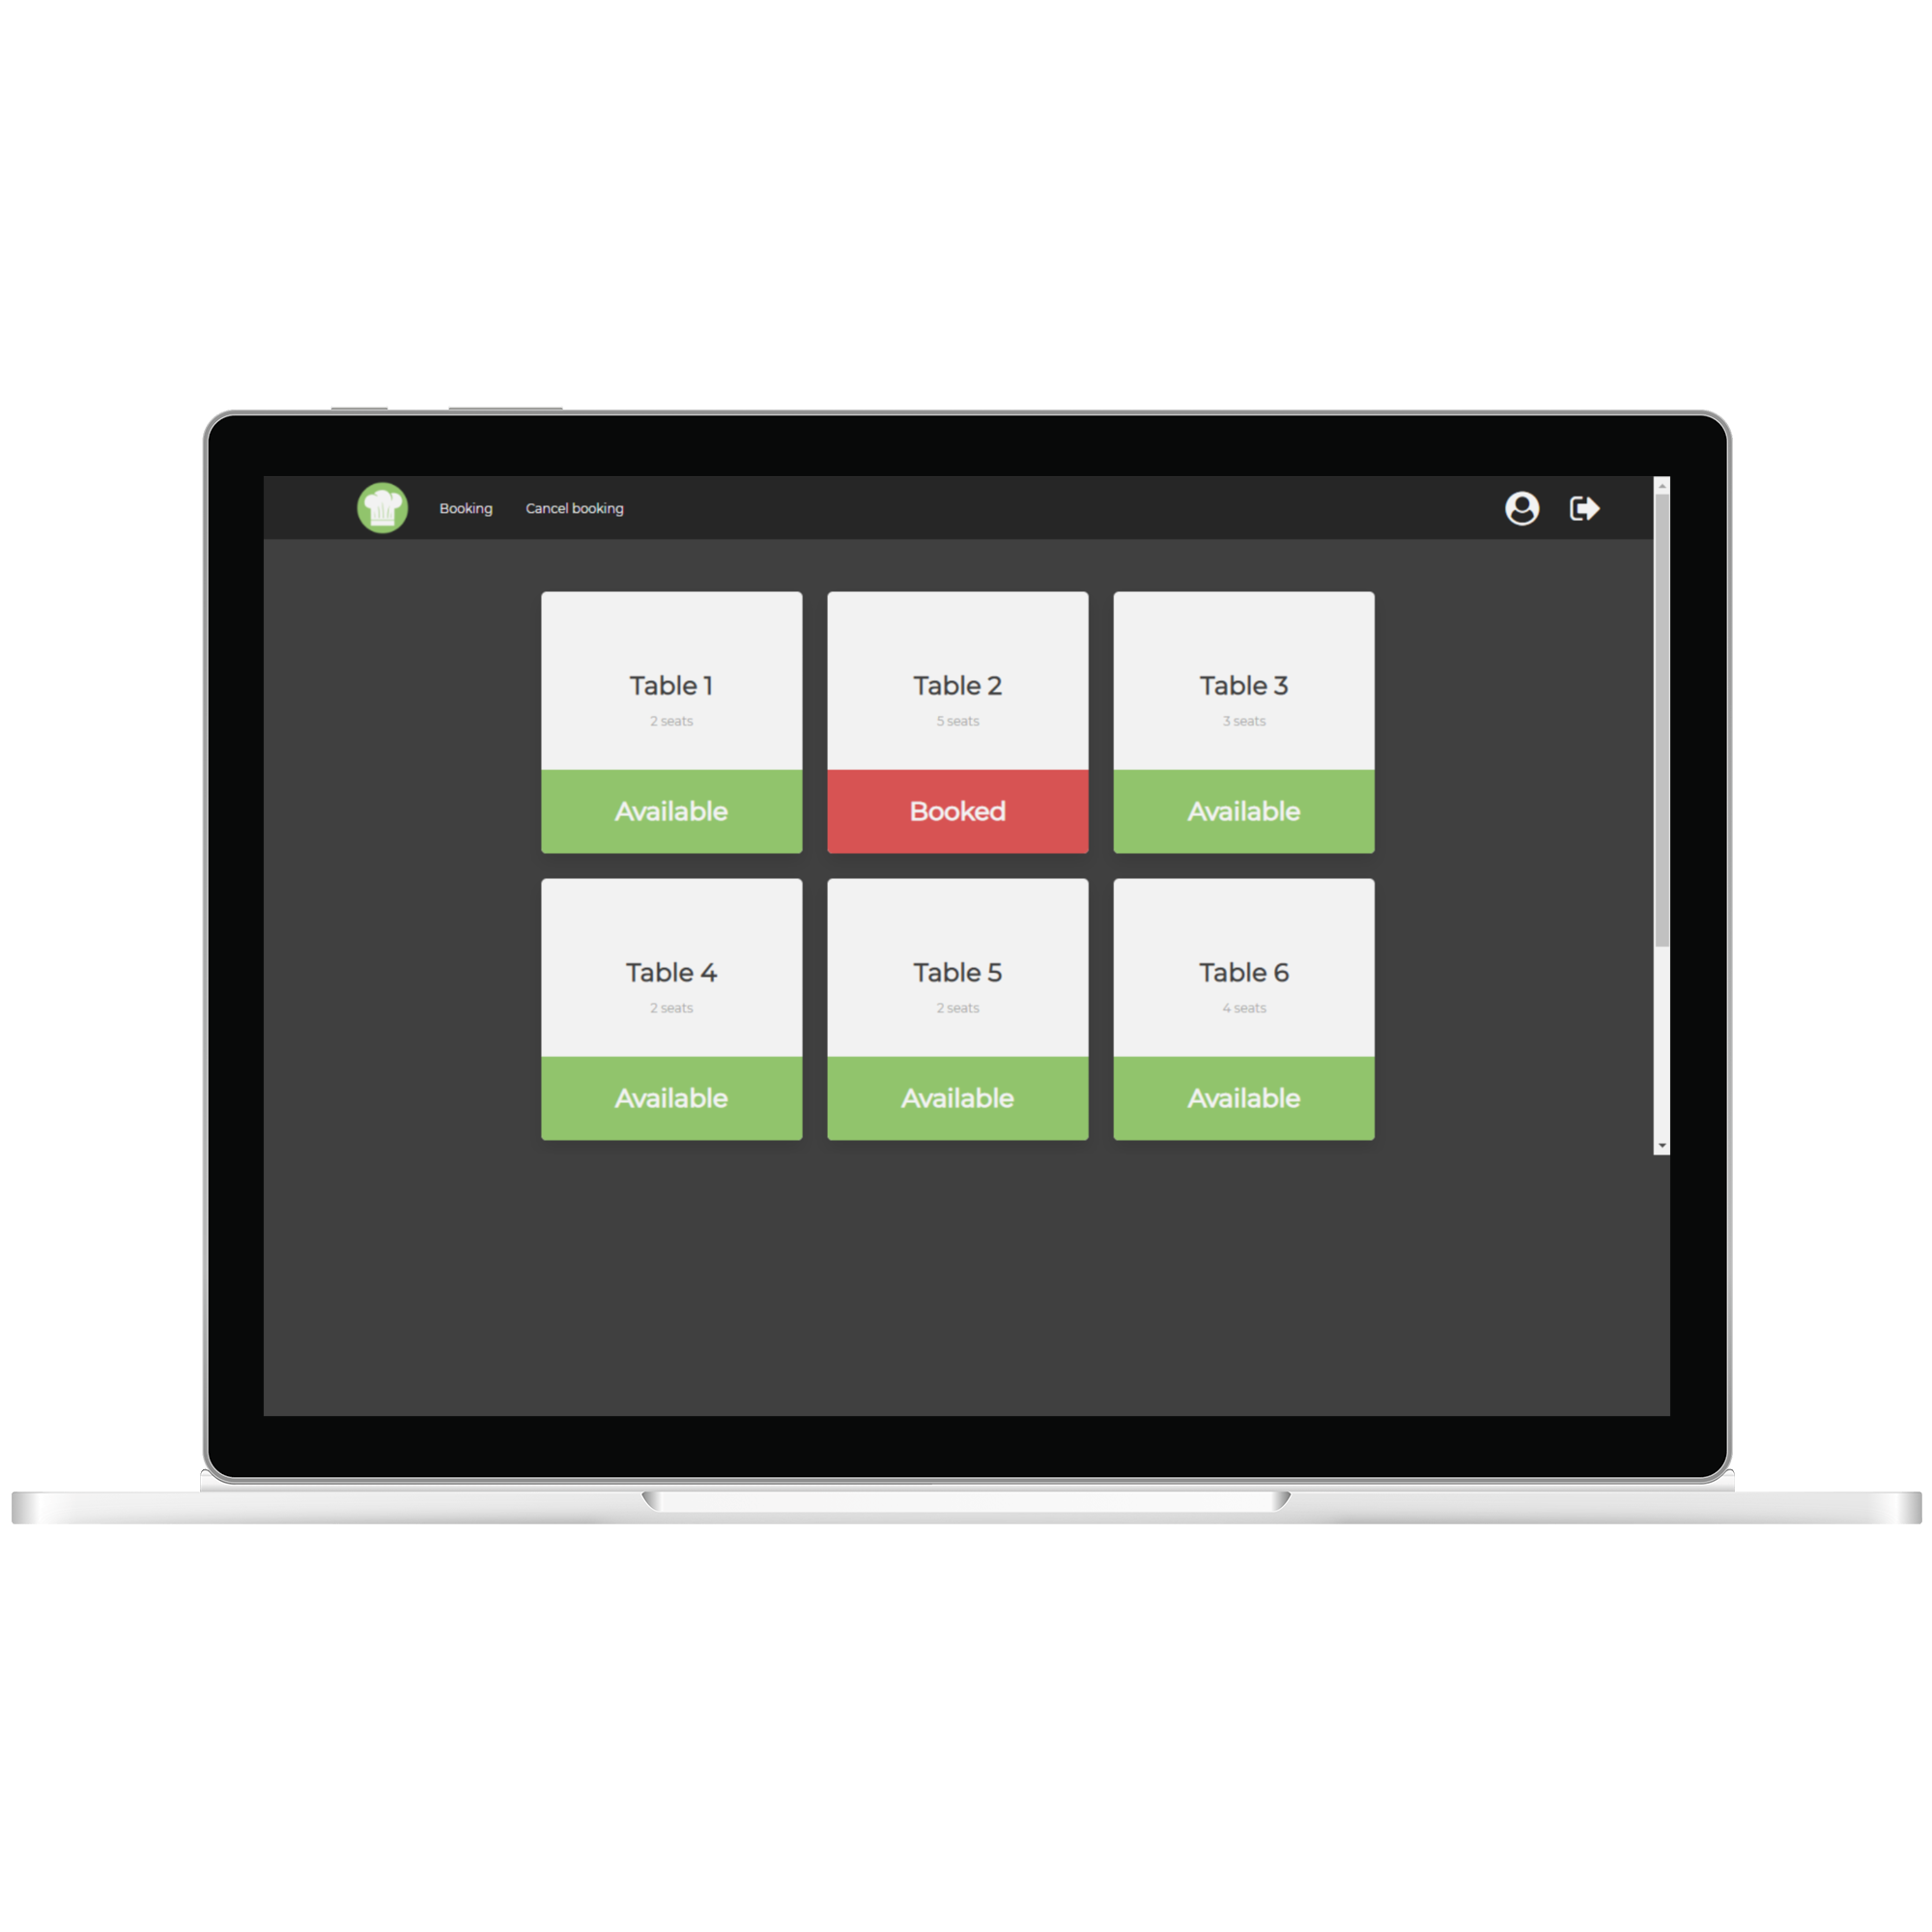 Booking Cancel booking
Table 1
2 seats
Available
Table 2
5 seats
Booked
Table 3
3 seats
Available
Table 4
2 seats
Available
Table 5
2 seats
Available
Table 6
4 seats
Available